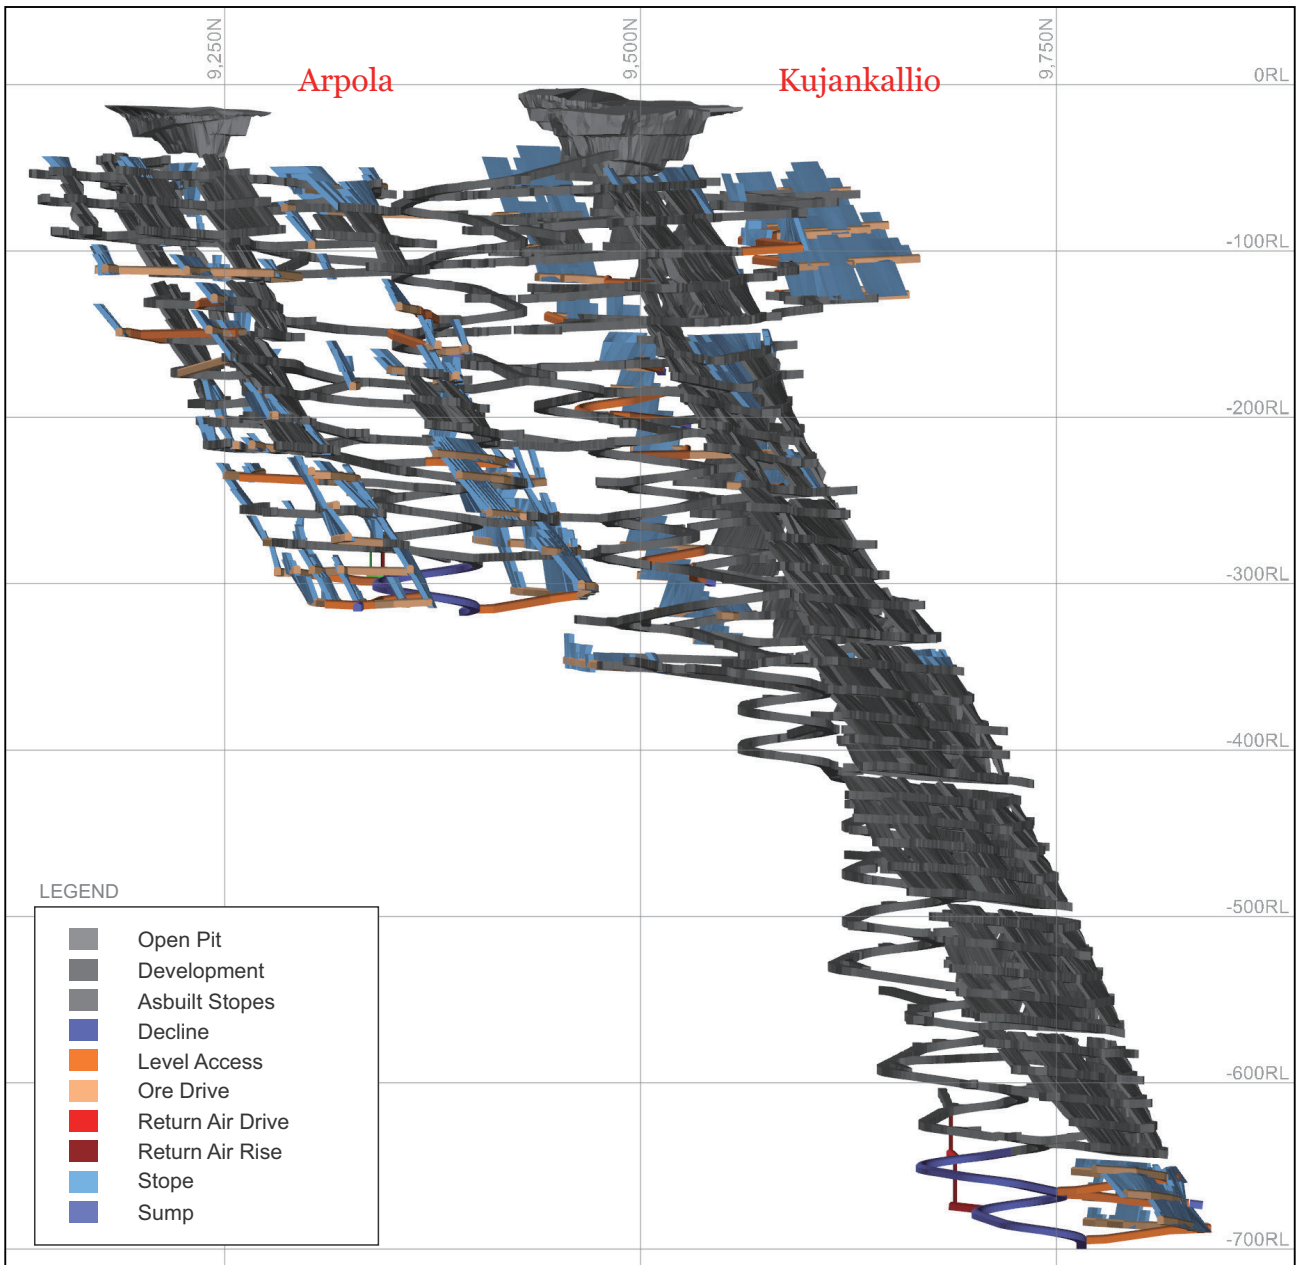 9,250N
9,500N
9,750N
Arpola
Kujankallio
0RL
-100RL
-200RL
-300RL
-400RL
-500RL
-600RL
-700RL
LEGEND
Open Pit
Development
Asbuilt Stopes
Decline
Level Access
Ore Drive
Return Air Drive
Return Air Rise
Stope
Sump